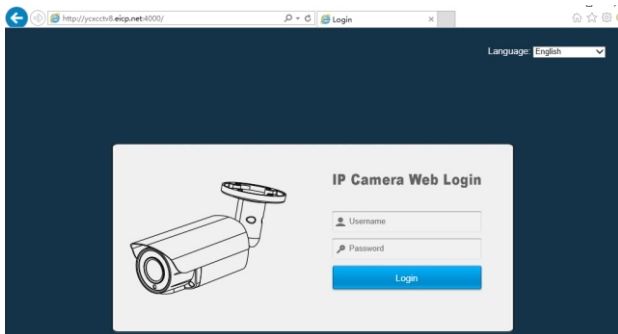 http://ycxcctv8.eicp.net:4000/
Login
Language: English
IP Camera Web Login
Username
Password
Login